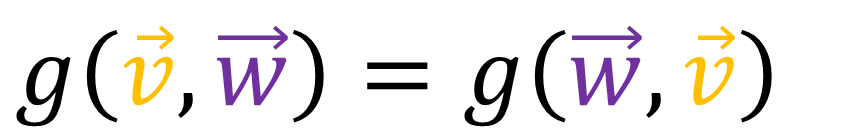 g(v⃗, w⃗) = g(w⃗, v⃗)